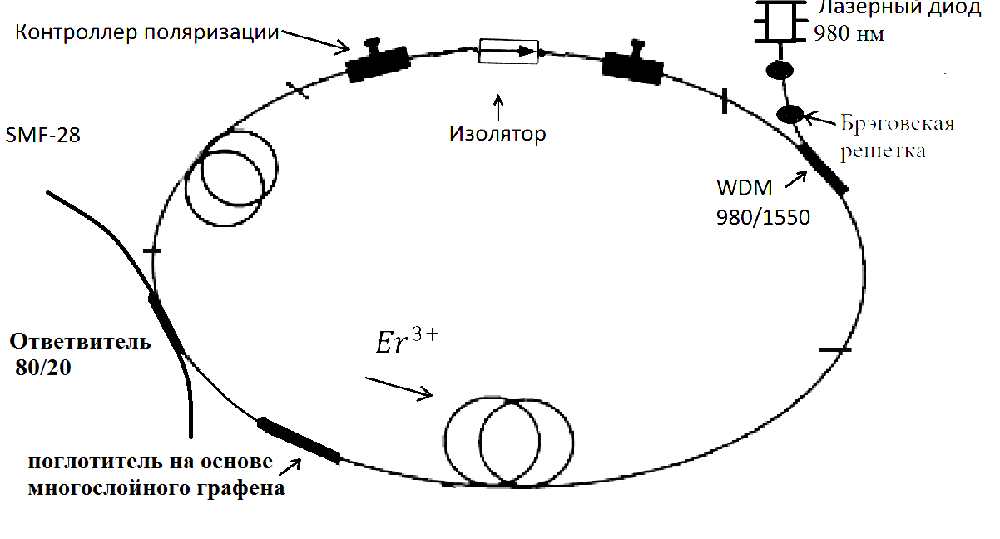 Лазерный диод
980 нм
Контроллер поляризации
Изолятор
Брэговская
решетка
SMF-28
WDM
980/1550
Ответвитель
80/20
Er³⁺
поглотитель на основе
многослойного графена